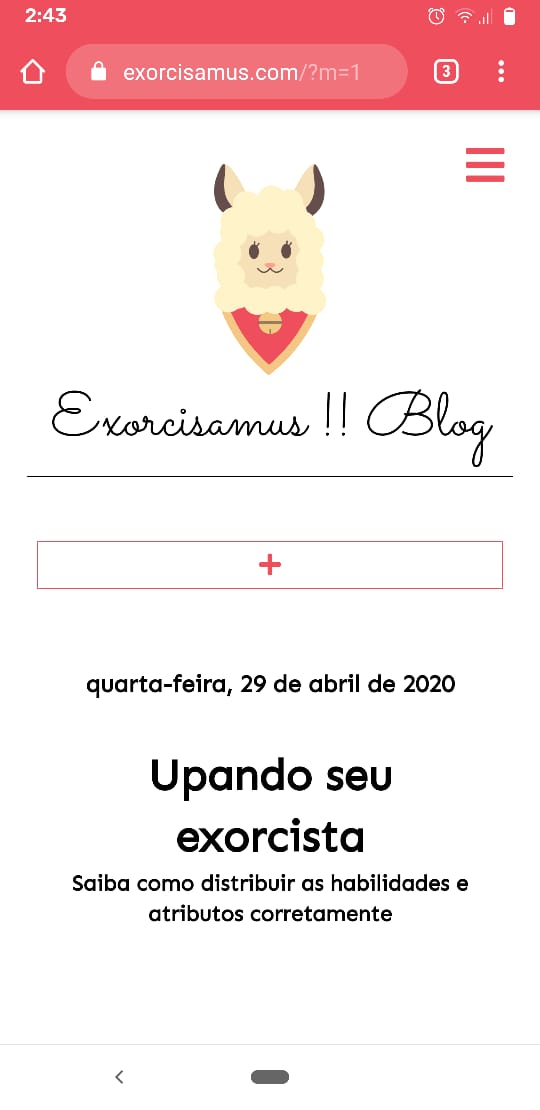 2:43
exorcisamus.com/?m=1
3
Exorcisamus !! Blog
+
quarta-feira, 29 de abril de 2020
Upando seu
exorcista
Saiba como distribuir as habilidades e
atributos corretamente